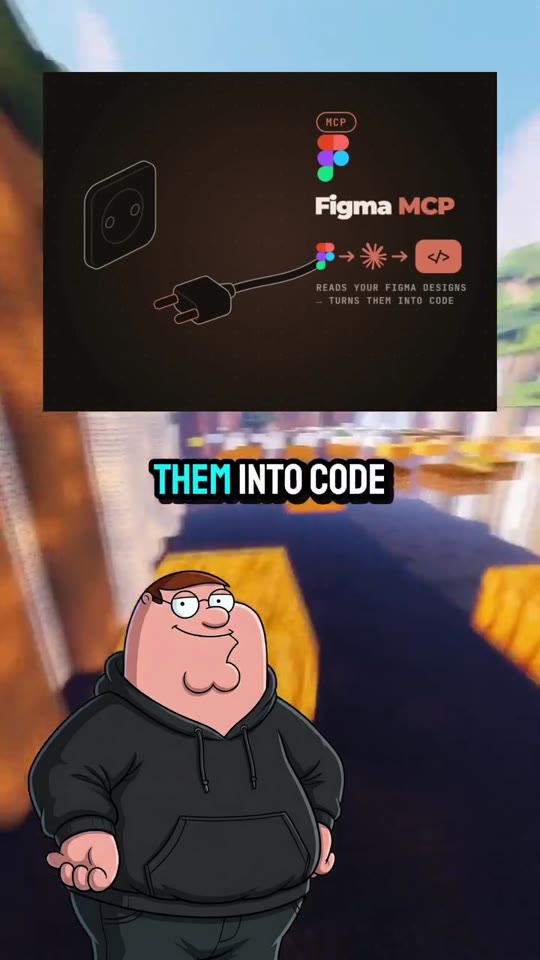 MCP
Figma MCP
</>
READS YOUR FIGMA DESIGNS
→ TURNS THEM INTO CODE
THEM INTO CODE